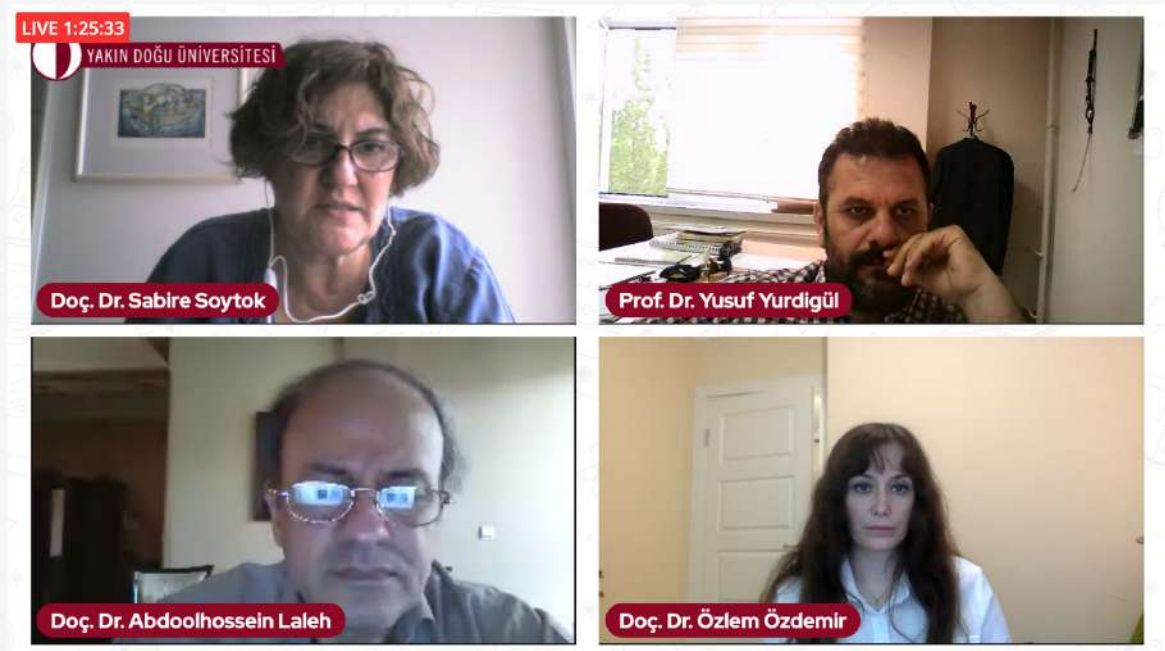 LIVE 1:25:33
YAKIN DOĞU ÜNİVERSİTESİ
Doç. Dr. Sabire Soytok
Prof. Dr. Yusuf Yurdigül
Doç. Dr. Abdoolhossein Laleh
Doç. Dr. Özlem Özdemir